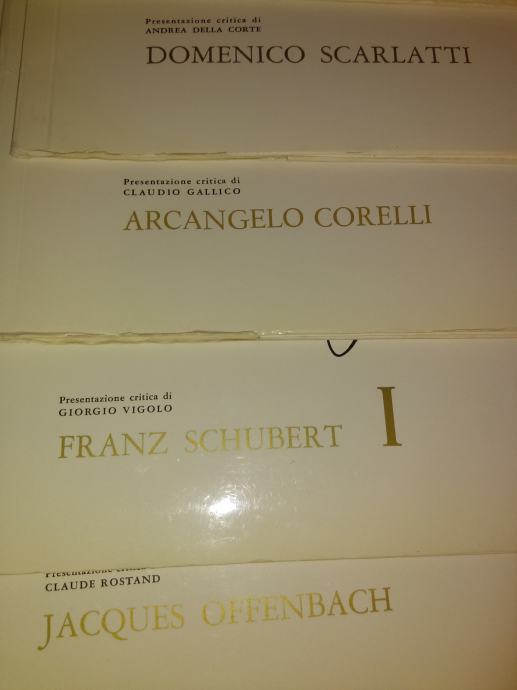 Presentazione critica di
ANDREA DELLA CORTE
DOMENICO SCARLATTI
Presentazione critica di
CLAUDIO GALLICO
ARCANGELO CORELLI
Presentazione critica di
GIORGIO VIGOLO
FRANZ SCHUBERT I
Presentazione
CLAUDE ROSTAND
JACQUES OFFENBACH